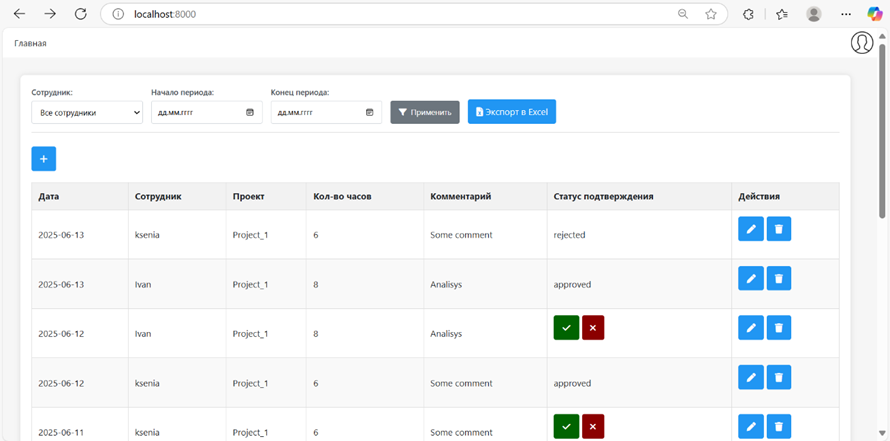 localhost:8000
Главная
Сотрудник: Начало периода: Конец периода:
Все сотрудники дд.мм.гггг дд.мм.гггг Применить Экспорт в Excel
+
Дата Сотрудник Проект Кол-во часов Комментарий Статус подтверждения Действия
2025-06-13 ksenia Project_1 6 Some comment rejected
2025-06-13 Ivan Project_1 8 Analisys approved
2025-06-12 Ivan Project_1 8 Analisys
2025-06-12 ksenia Project_1 6 Some comment approved
2025-06-11 ksenia Project_1 6 Some comment